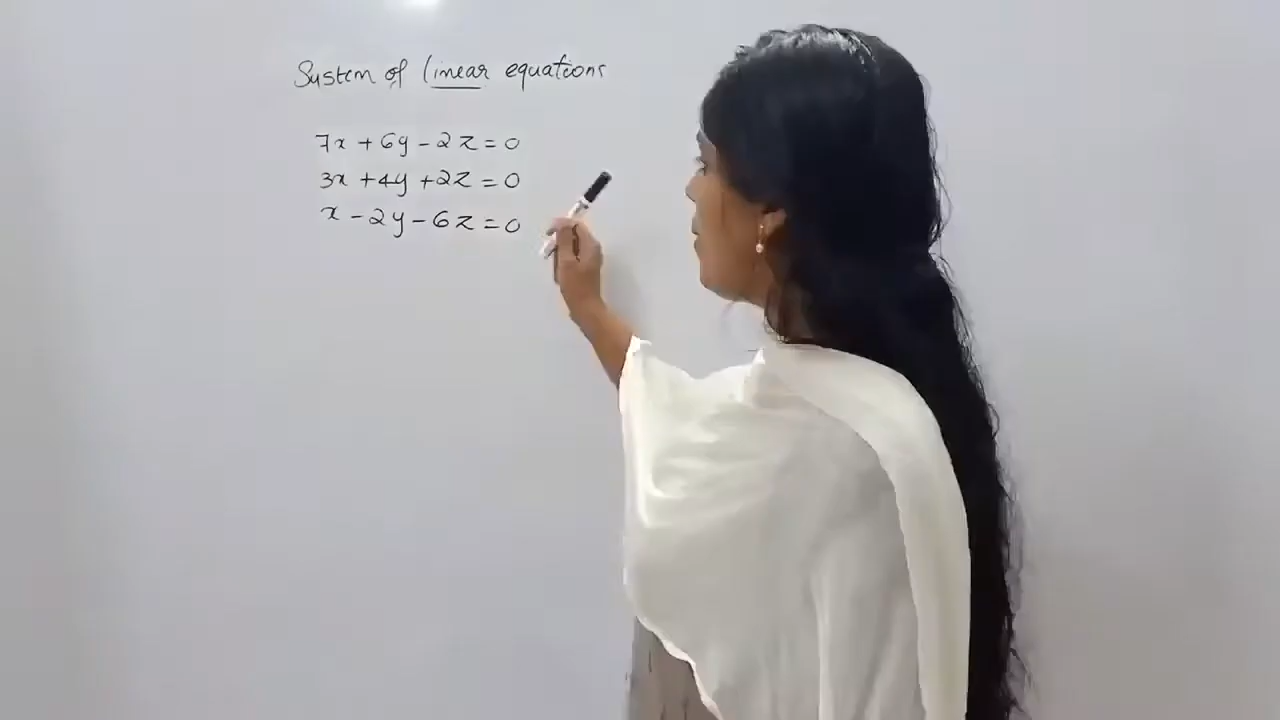 System of linear equations
7x + 6y - 2z = 0
3x + 4y + 2z = 0
x - 2y - 6z = 0